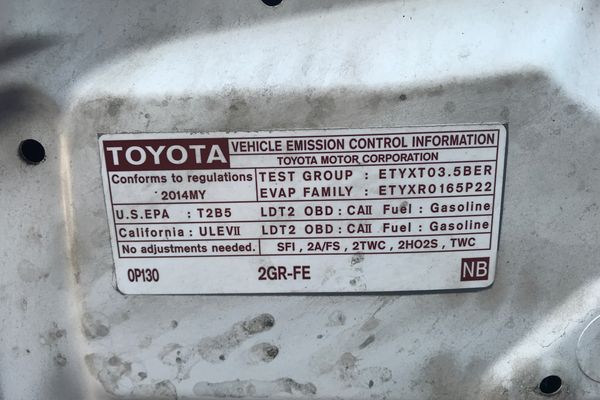 TOYOTA VEHICLE EMISSION CONTROL INFORMATION
TOYOTA MOTOR CORPORATION
Conforms to regulations TEST GROUP : ETYXT03.5BER
2014MY EVAP FAMILY : ETYXR0165P22
U.S.EPA : T2B5 LDT2 OBD : CAII Fuel : Gasoline
California : ULEVII LDT2 OBD : CAII Fuel : Gasoline
No adjustments needed. SFI , 2A/FS , 2TWC , 2HO2S , TWC
0P130 2GR-FE NB